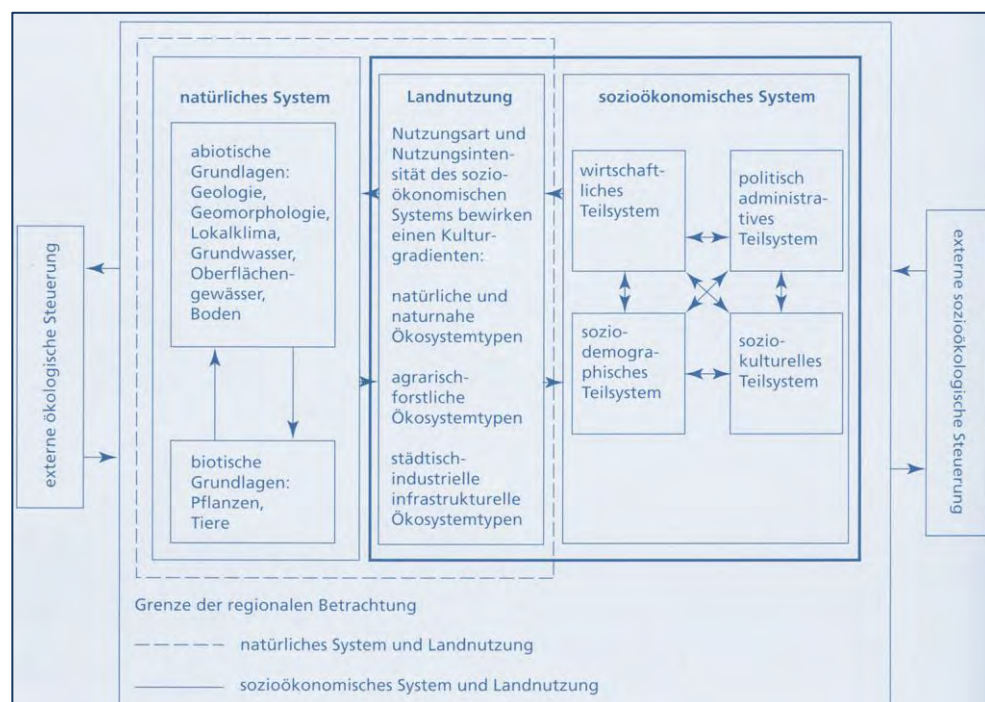 externe ökologische Steuerung
natürliches System
abiotische
Grundlagen:
Geologie,
Geomorphologie,
Lokalklima,
Grundwasser,
Oberflächen-
gewässer,
Boden
biotische
Grundlagen:
Pflanzen,
Tiere
Landnutzung
Nutzungsart und
Nutzungsinten-
sität des sozio-
ökonomischen
Systems bewirken
einen Kultur-
gradienten:
natürliche und
naturnahe
Ökosystemtypen
agrarisch-
forstliche
Ökosystemtypen
städtisch-
industrielle
infrastrukturelle
Ökosystemtypen
sozioökonomisches System
wirtschaft-
liches
Teilsystem
politisch
administra-
tives
Teilsystem
sozio-
demogra-
phisches
Teilsystem
sozio-
kulturelles
Teilsystem
externe sozioökologische Steuerung
Grenze der regionalen Betrachtung
natürliches System und Landnutzung
sozioökonomisches System und Landnutzung